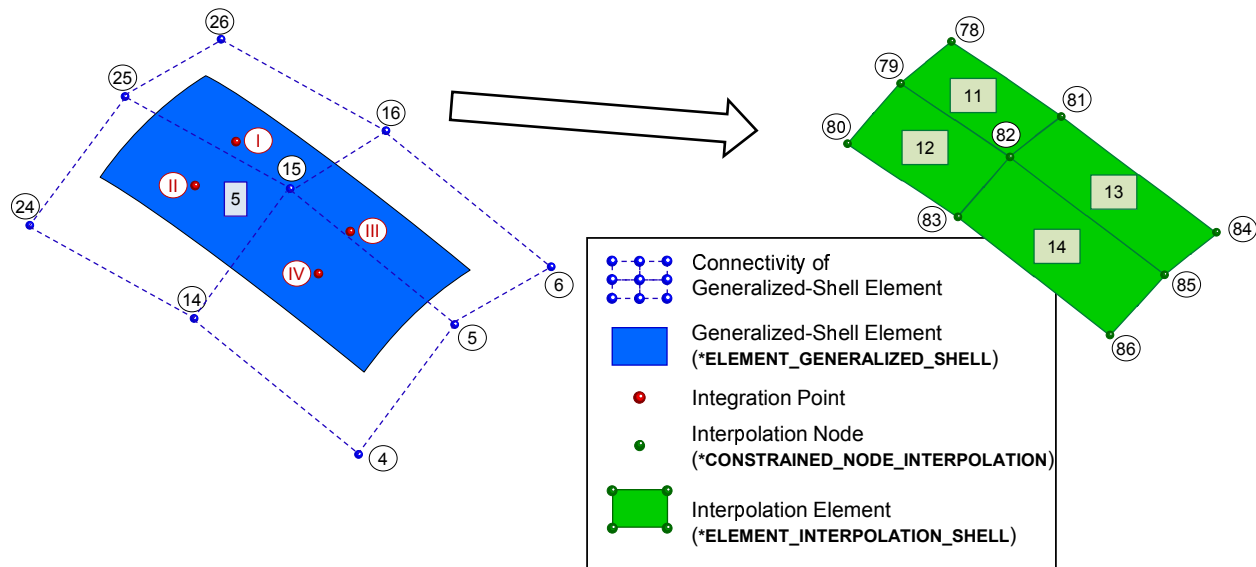 26
78
25
79
16
11
81
I
80
82
15
12
II
5
13
24
III
83
84
14
IV
Connectivity of
Generalized-Shell Element
6
85
14
5
Generalized-Shell Element
(*ELEMENT_GENERALIZED_SHELL)
86
Integration Point
Interpolation Node
(*CONSTRAINED_NODE_INTERPOLATION)
4
Interpolation Element
(*ELEMENT_INTERPOLATION_SHELL)